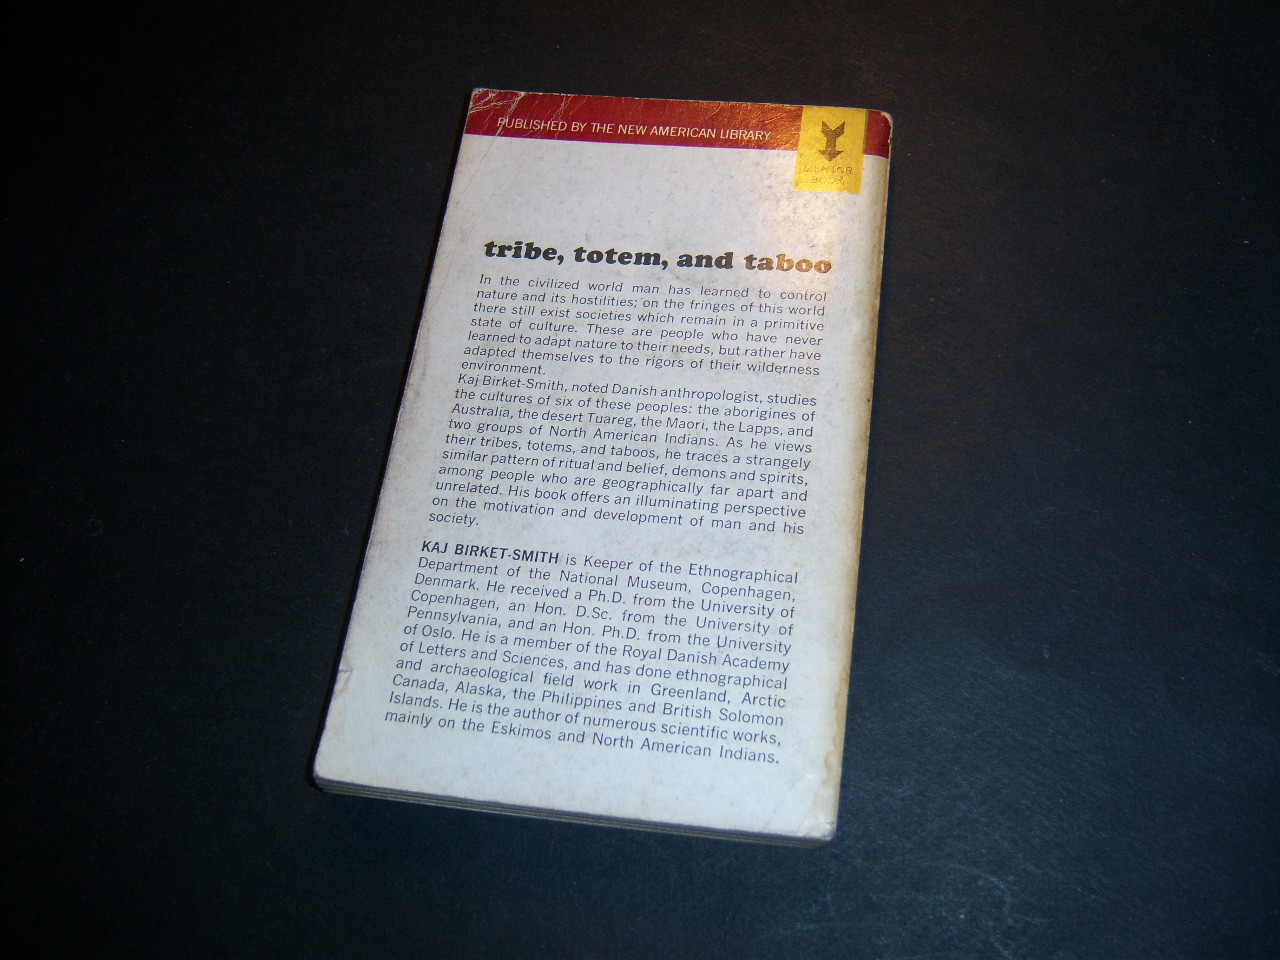 PUBLISHED BY THE NEW AMERICAN LIBRARY
MENTOR
BOOK
tribe, totem, and taboo
In the civilized world man has learned to control
nature and its hostilities; on the fringes of this world
there still exist societies which remain in a primitive
state of culture. These are people who have never
learned to adapt nature to their needs, but rather have
adapted themselves to the rigors of their wilderness
environment.
Kaj Birket-Smith, noted Danish anthropologist, studies
the cultures of six of these peoples: the aborigines of
Australia, the desert Tuareg, the Maori, the Lapps, and
two groups of North American Indians. As he views
their tribes, totems, and taboos, he traces a strangely
similar pattern of ritual and belief, demons and spirits,
among people who are geographically far apart and
unrelated. His book offers an illuminating perspective
on the motivation and development of man and his
society.
KAJ BIRKET-SMITH is Keeper of the Ethnographical
Department of the National Museum, Copenhagen,
Denmark. He received a Ph.D. from the University of
Copenhagen, an Hon. D.Sc. from the University of
Pennsylvania, and an Hon. Ph.D. from the University
of Oslo. He is a member of the Royal Danish Academy
of Letters and Sciences, and has done ethnographical
and archaeological field work in Greenland, Arctic
Canada, Alaska, the Philippines and British Solomon
Islands. He is the author of numerous scientific works,
mainly on the Eskimos and North American Indians.